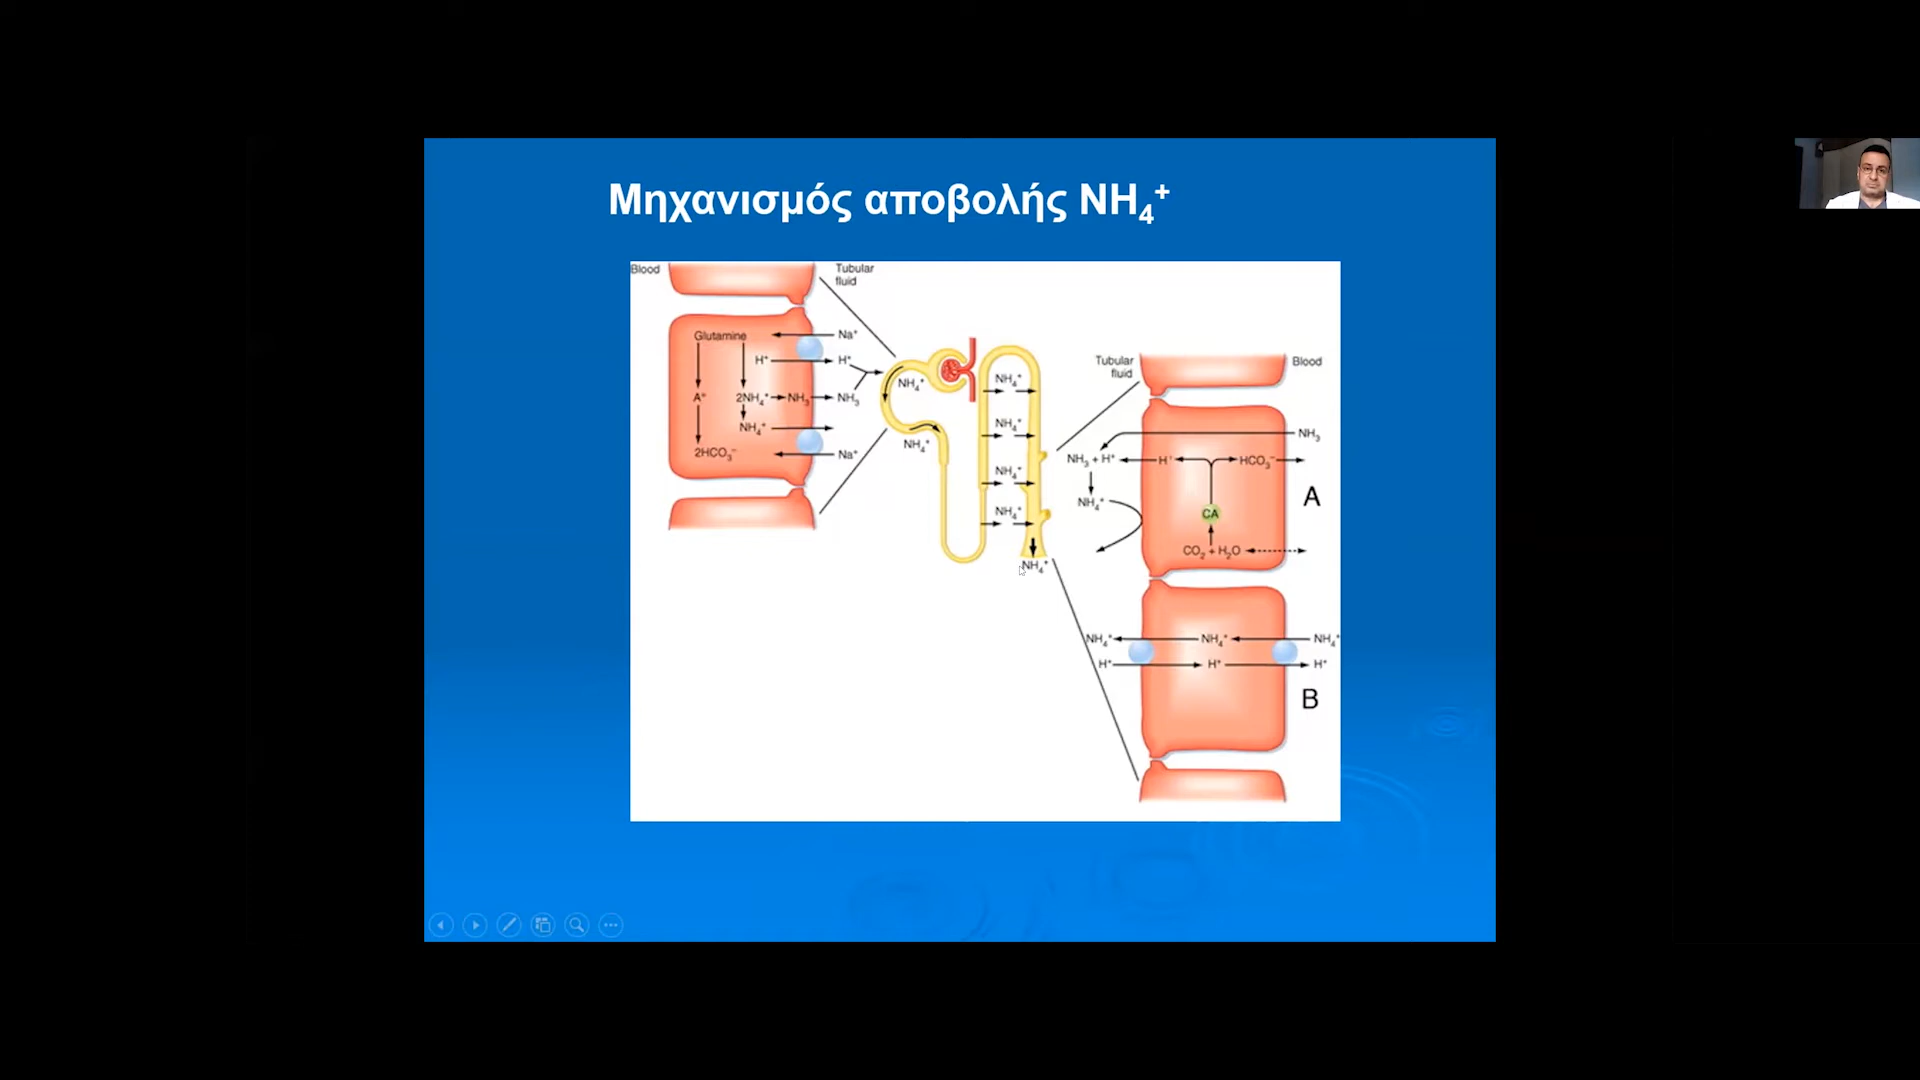 Μηχανισμός αποβολής NH₄⁺
Blood
Tubular
fluid
Glutamine
Na⁺
H⁺
H⁺
A⁼
2NH₄⁺
NH₃
NH₃
NH₄⁺
2HCO₃⁻
Na⁺
NH₄⁺
NH₄⁺
NH₄⁺
NH₄⁺
NH₄⁺
NH₄⁺
NH₄⁺
Tubular
fluid
Blood
NH₃
NH₃ + H⁺
H⁺
HCO₃⁻
NH₄⁺
A
CA
CO₂ + H₂O
NH₄⁺
NH₄⁺
NH₄⁺
H⁺
H⁺
H⁺
B